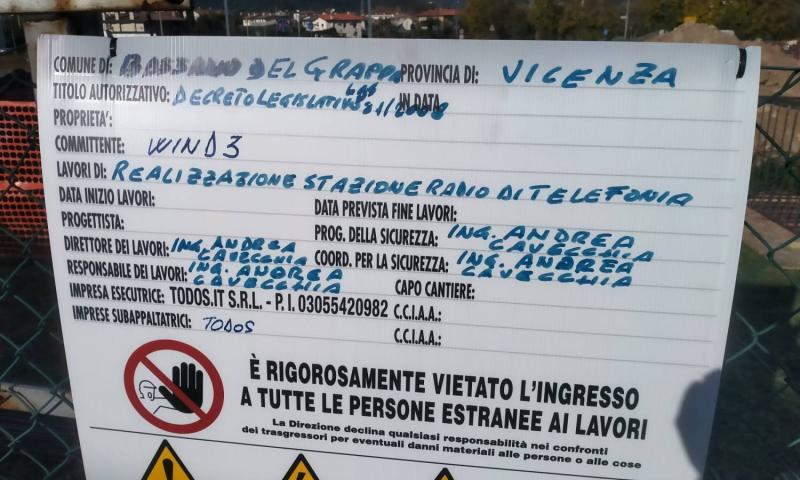 COMUNE DI: BASSANO DEL GRAPPA PROVINCIA DI: VICENZA
TITOLO AUTORIZZATIVO: DECRETO LEGISLATIVO 81/2008 IN DATA
PROPRIETA':
COMMITTENTE: WIND3
LAVORI DI: REALIZZAZIONE STAZIONE RADIO DI TELEFONIA
DATA INIZIO LAVORI: DATA PREVISTA FINE LAVORI:
PROGETTISTA: PROG. DELLA SICUREZZA: ING. ANDREA CAVECCHIA
DIRETTORE DEI LAVORI: ING. ANDREA CAVECCHIA COORD. PER LA SICUREZZA: ING. ANDREA CAVECCHIA
RESPONSABILE DEI LAVORI: ING. ANDREA CAVECCHIA CAPO CANTIERE:
IMPRESA ESECUTRICE: TODOS.IT S.R.L. - P. I. 03055420982 C.C.I.A.A.:
IMPRESE SUBAPPALTATRICI: TODOS C.C.I.A.A.:
È RIGOROSAMENTE VIETATO L'INGRESSO
A TUTTE LE PERSONE ESTRANEE AI LAVORI
La Direzione declina qualsiasi responsabilità nei confronti
dei trasgressori per eventuali danni materiali alle persone o alle cose